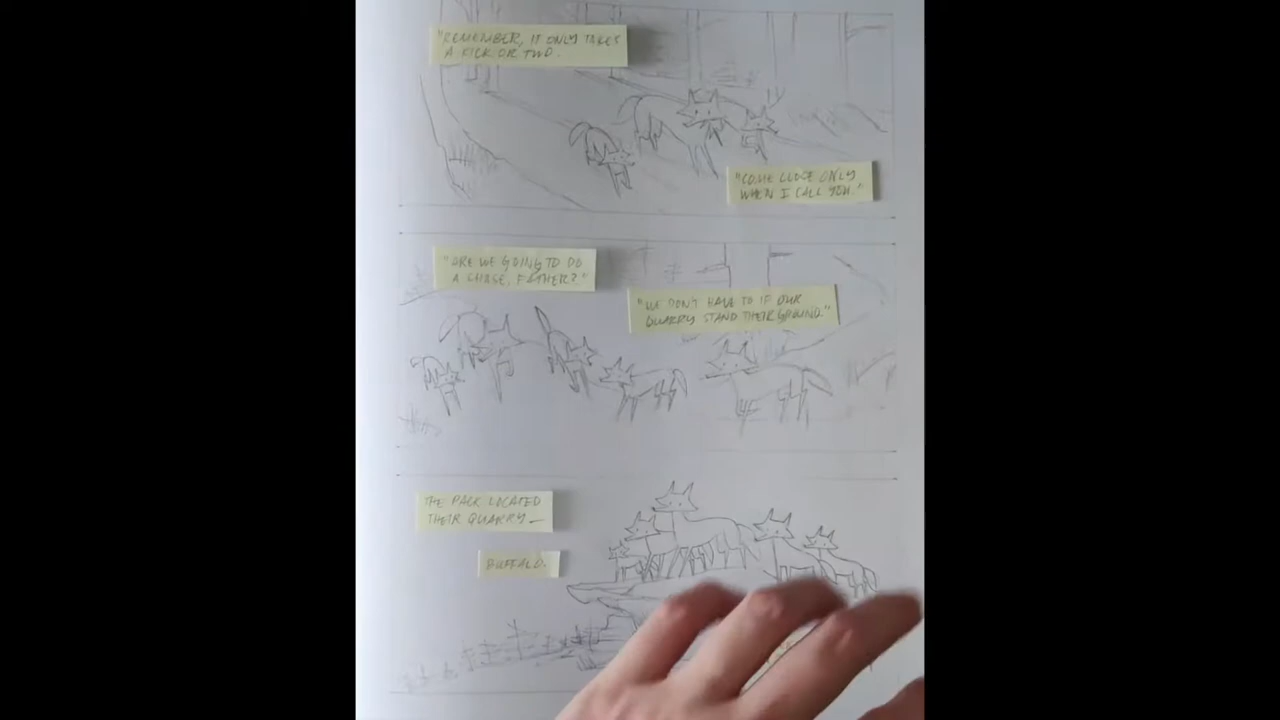 "REMEMBER, IT ONLY TAKES
A KICK OR TWO.
"COME CLOSE ONLY
WHEN I CALL YOU."
"ARE WE GOING TO DO
A CHASE, FATHER?"
"WE DON'T HAVE TO IF OUR
QUARRY STAND THEIR GROUND."
THE PACK LOCATED
THEIR QUARRY—
BUFFALO.